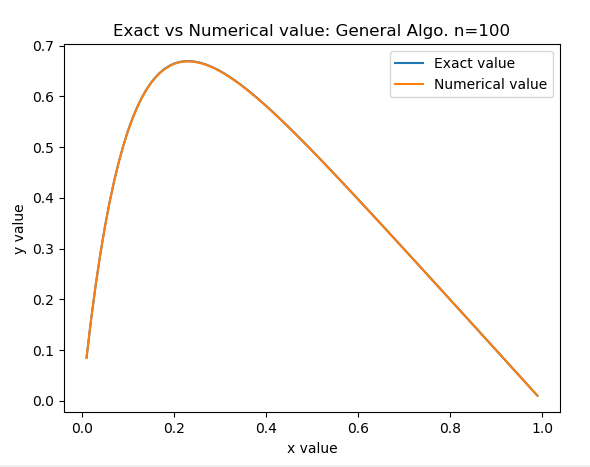 Exact vs Numerical value: General Algo. n=100
Exact value
Numerical value
0.7
0.6
0.5
0.4
0.3
0.2
0.1
0.0
y value
0.0 0.2 0.4 0.6 0.8 1.0
x value